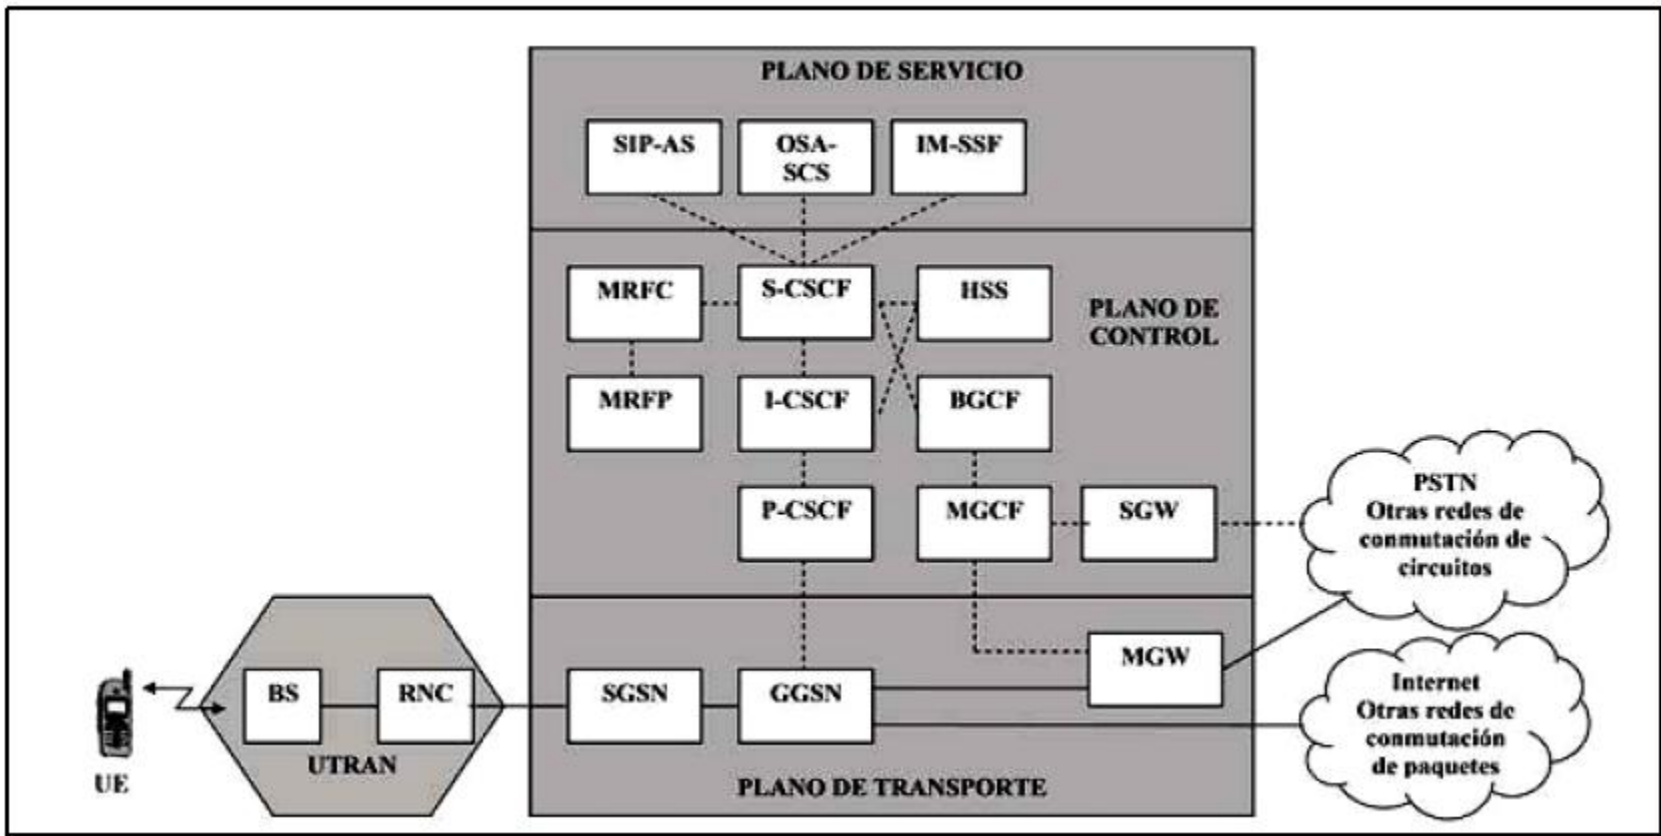 PLANO DE SERVICIO
SIP-AS
OSA-
SCS
IM-SSF
MRFC
S-CSCF
HSS
PLANO DE
CONTROL
MRFP
I-CSCF
BGCF
P-CSCF
MGCF
SGW
PSTN
Otras redes de
conmutación de
circuitos
MGW
BS
RNC
SGSN
GGSN
Internet
Otras redes de
conmutación
de paquetes
UTRAN
UE
PLANO DE TRANSPORTE